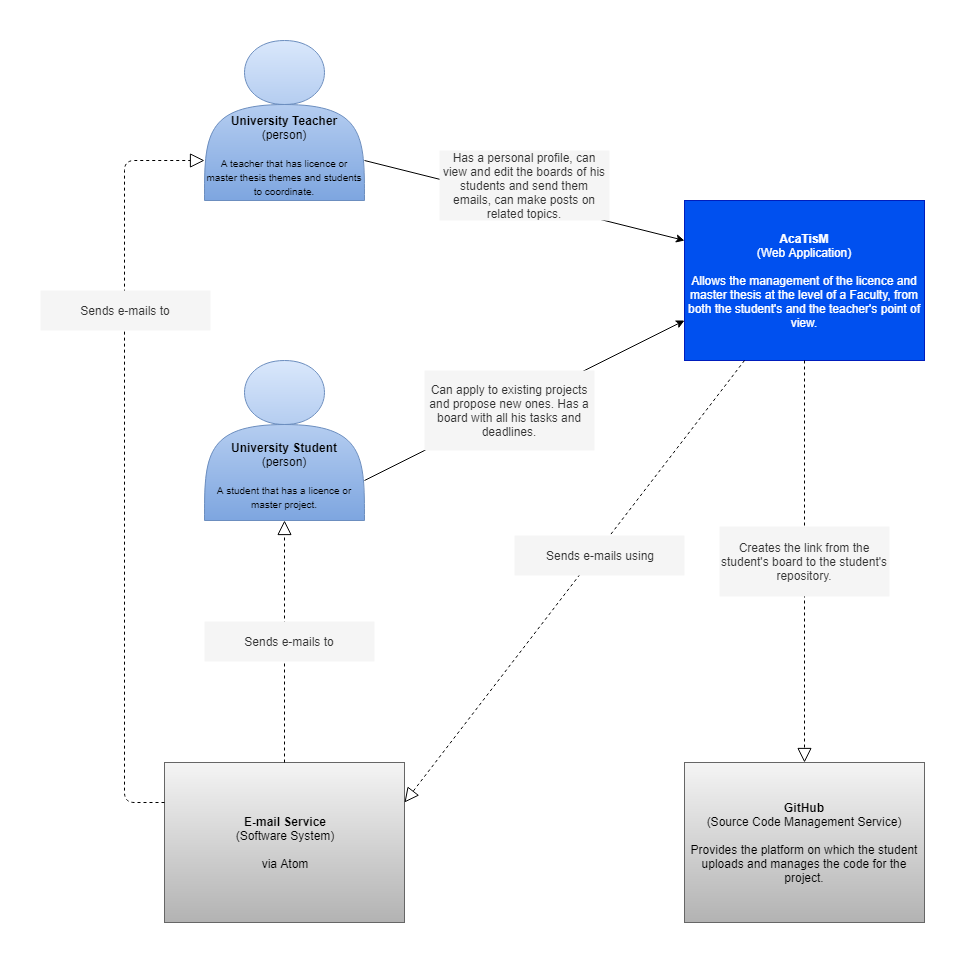 University Teacher
(person)
A teacher that has licence or
master thesis themes and students
to coordinate.
Has a personal profile, can
view and edit the boards of his
students and send them
emails, can make posts on
related topics.
AcaTisM
(Web Application)
Allows the management of the licence and
master thesis at the level of a Faculty, from
both the student's and the teacher's point of
view.
Sends e-mails to
Can apply to existing projects
and propose new ones. Has a
board with all his tasks and
deadlines.
University Student
(person)
A student that has a licence or
master project.
Sends e-mails using
Creates the link from the
student's board to the student's
repository.
Sends e-mails to
E-mail Service
(Software System)
via Atom
GitHub
(Source Code Management Service)
Provides the platform on which the student
uploads and manages the code for the
project.